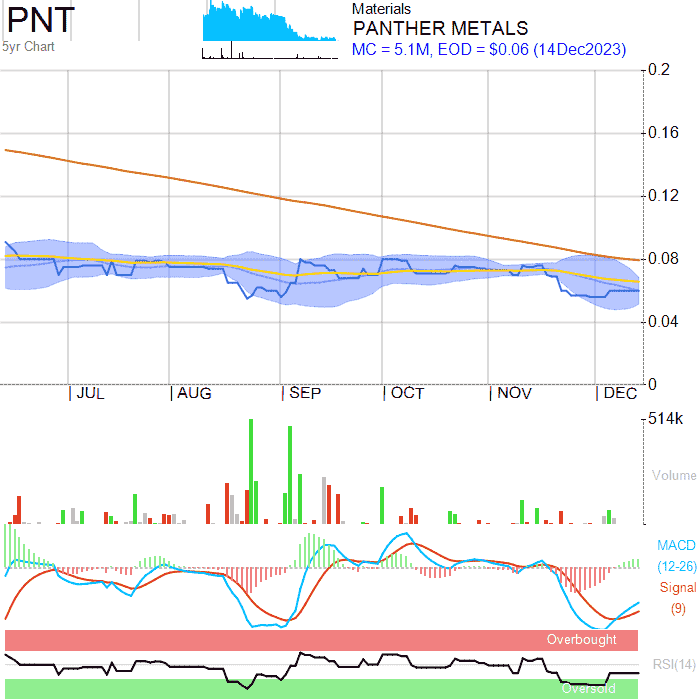 PNT
5yr Chart
Materials
PANTHER METALS
MC = 5.1M, EOD = $0.06 (14Dec2023)
0.2
0.16
0.12
0.08
0.04
0
JUL AUG SEP OCT NOV DEC
514k
Volume
MACD
(12-26)
Signal
(9)
Overbought
RSI(14)
Oversold